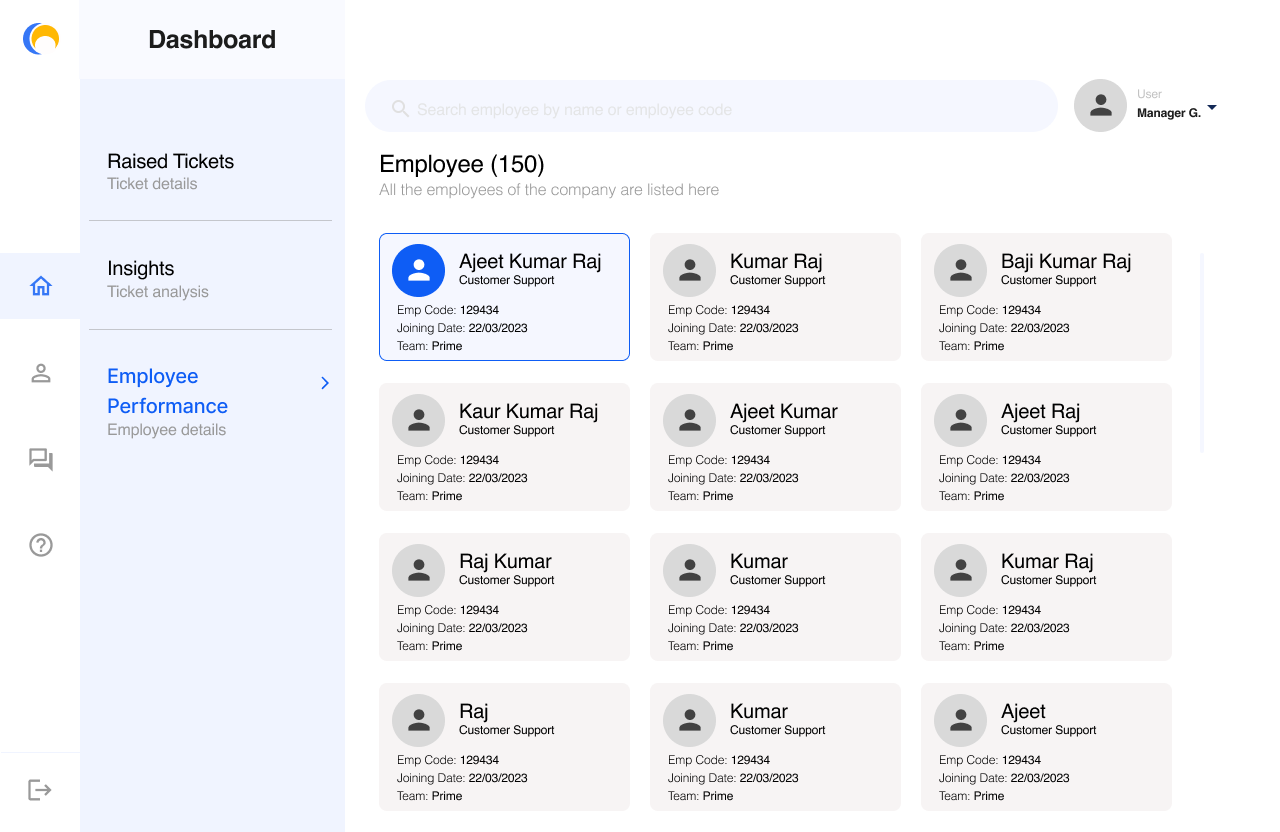 Dashboard
Search employee by name or employee code
User
Manager G.
Raised Tickets
Ticket details
Insights
Ticket analysis
Employee
Performance
Employee details
Employee (150)
All the employees of the company are listed here
Ajeet Kumar Raj
Customer Support
Emp Code: 129434
Joining Date: 22/03/2023
Team: Prime
Kumar Raj
Customer Support
Emp Code: 129434
Joining Date: 22/03/2023
Team: Prime
Baji Kumar Raj
Customer Support
Emp Code: 129434
Joining Date: 22/03/2023
Team: Prime
Kaur Kumar Raj
Customer Support
Emp Code: 129434
Joining Date: 22/03/2023
Team: Prime
Ajeet Kumar
Customer Support
Emp Code: 129434
Joining Date: 22/03/2023
Team: Prime
Ajeet Raj
Customer Support
Emp Code: 129434
Joining Date: 22/03/2023
Team: Prime
Raj Kumar
Customer Support
Emp Code: 129434
Joining Date: 22/03/2023
Team: Prime
Kumar
Customer Support
Emp Code: 129434
Joining Date: 22/03/2023
Team: Prime
Kumar Raj
Customer Support
Emp Code: 129434
Joining Date: 22/03/2023
Team: Prime
Raj
Customer Support
Emp Code: 129434
Joining Date: 22/03/2023
Team: Prime
Kumar
Customer Support
Emp Code: 129434
Joining Date: 22/03/2023
Team: Prime
Ajeet
Customer Support
Emp Code: 129434
Joining Date: 22/03/2023
Team: Prime